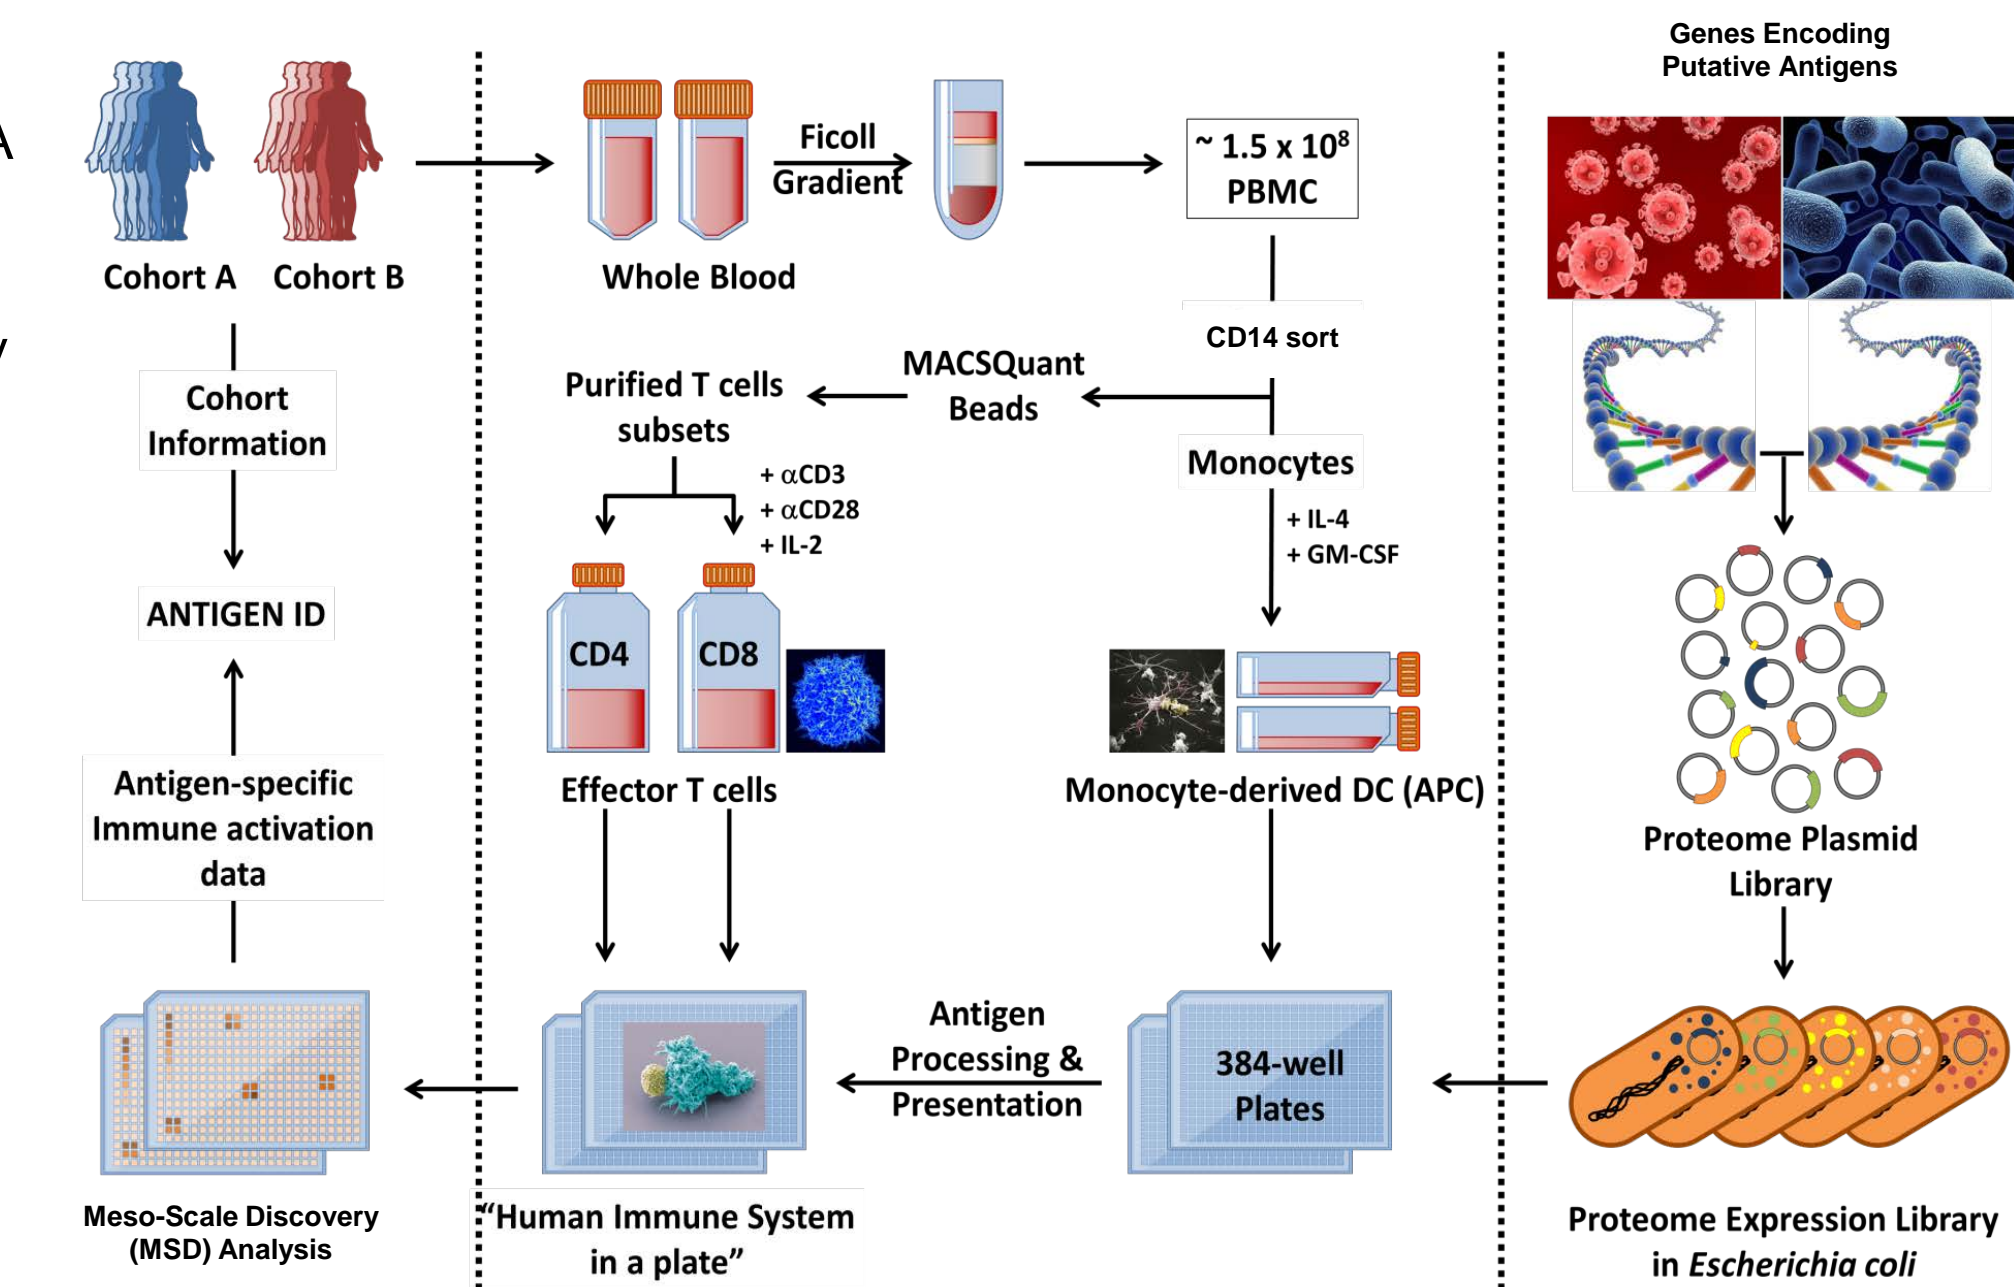 Genes Encoding
Putative Antigens
A
Cohort A
Cohort B
Whole Blood
Ficoll
Gradient
~ 1.5 x 10⁸
PBMC
CD14 sort
MACSQuant
Beads
Purified T cells
subsets
+ αCD3
+ αCD28
+ IL-2
Monocytes
+ IL-4
+ GM-CSF
Cohort
Information
ANTIGEN ID
CD4
CD8
Effector T cells
Monocyte-derived DC (APC)
Antigen-specific
Immune activation
data
Proteome Plasmid
Library
Antigen
Processing &
Presentation
384-well
Plates
Meso-Scale Discovery
(MSD) Analysis
“Human Immune System
in a plate”
Proteome Expression Library
in Escherichia coli